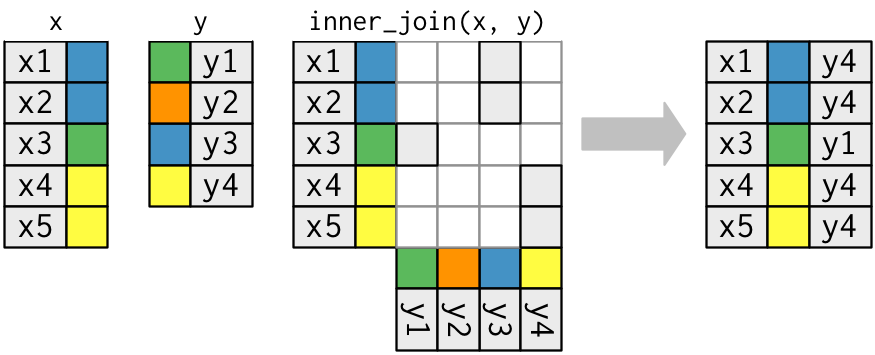 x y inner_join(x, y)
x1 y1 x1 x1 y4
x2 y2 x2 x2 y4
x3 y3 x3 x3 y1
x4 y4 x4 x4 y4
x5 x5 x5 y4
y1 y2 y3 y4